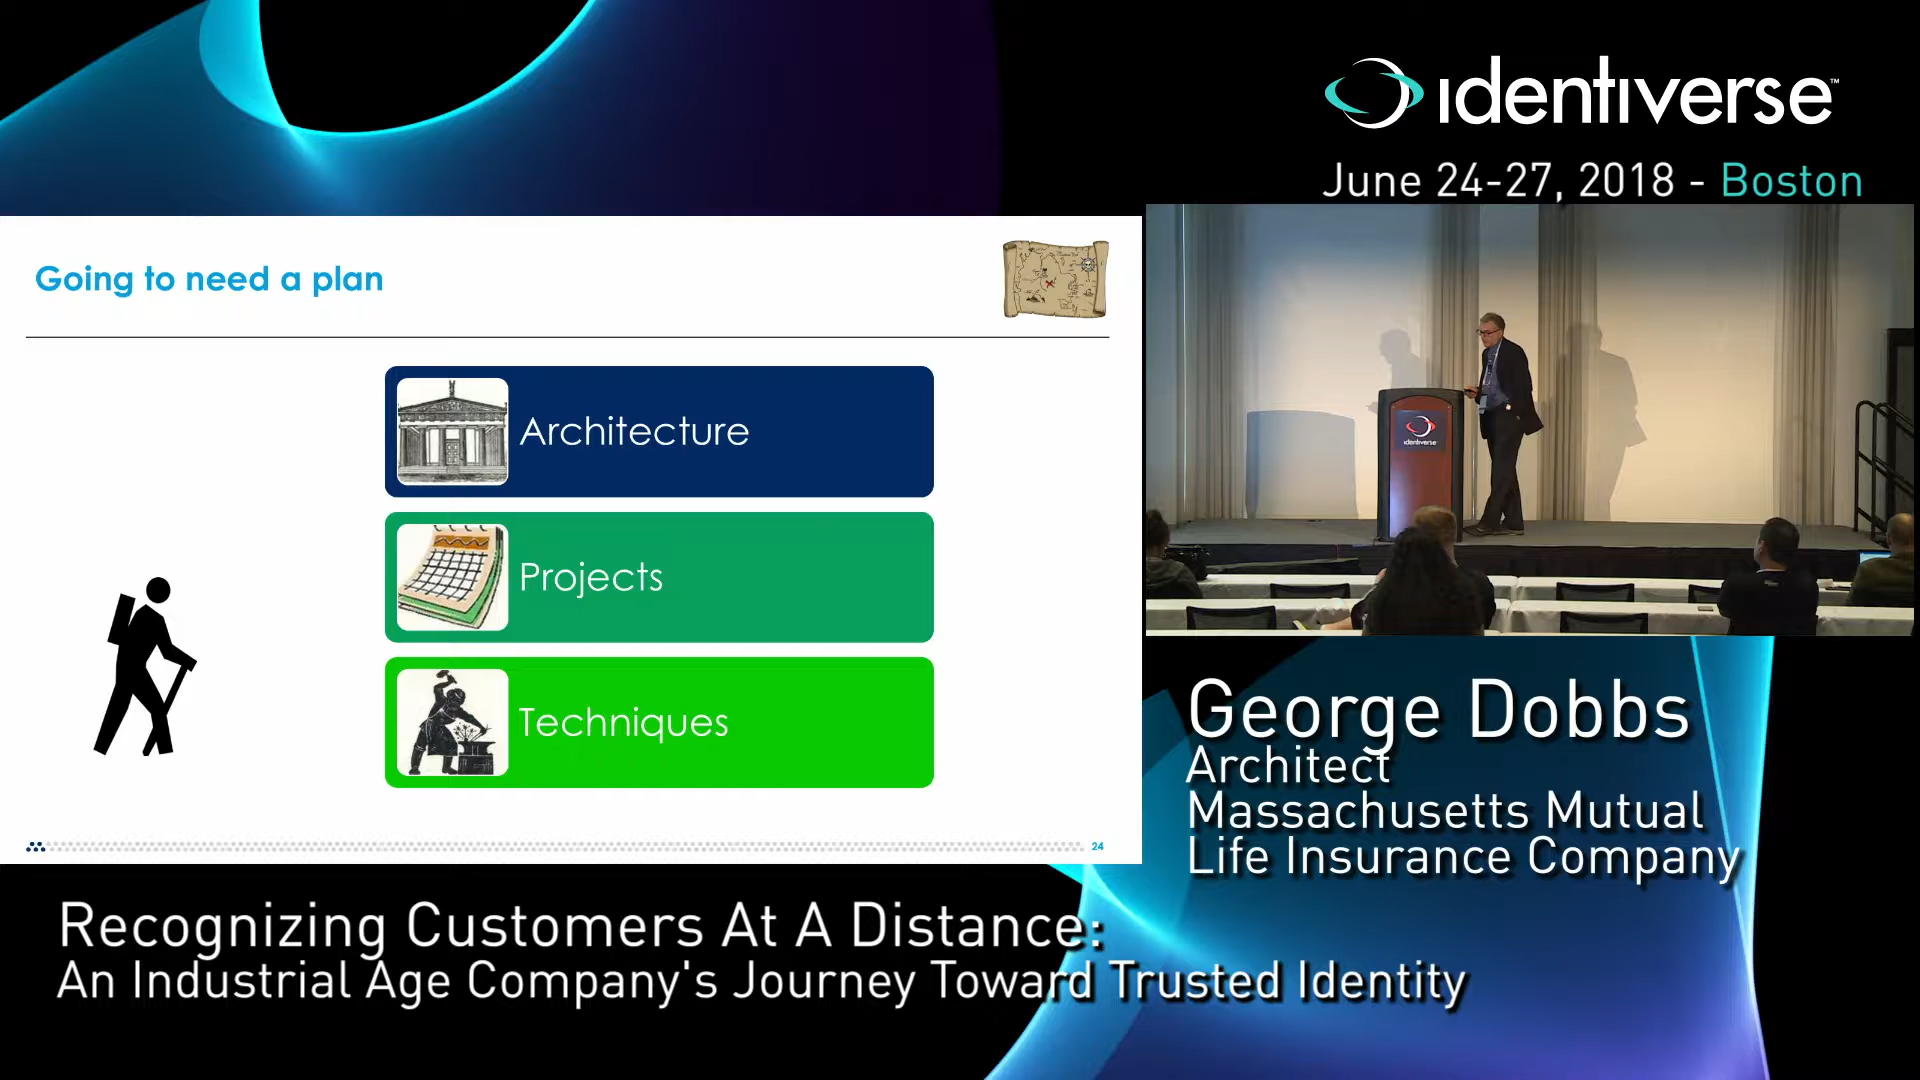 identiverse™
June 24-27, 2018 - Boston
Going to need a plan
Architecture
Projects
Techniques
24
identiverse
George Dobbs
Architect
Massachusetts Mutual
Life Insurance Company
Recognizing Customers At A Distance:
An Industrial Age Company's Journey Toward Trusted Identity